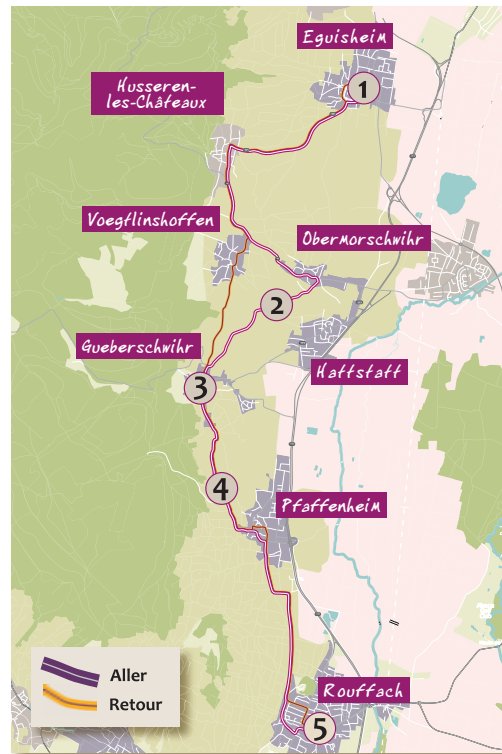 Eguisheim
1
Husseren-
les-Châteaux
Voegtlinshoffen
Obermorschwihr
2
Gueberschwihr
3
Hattstatt
4
Pfaffenheim
Aller
Retour
Rouffach
5